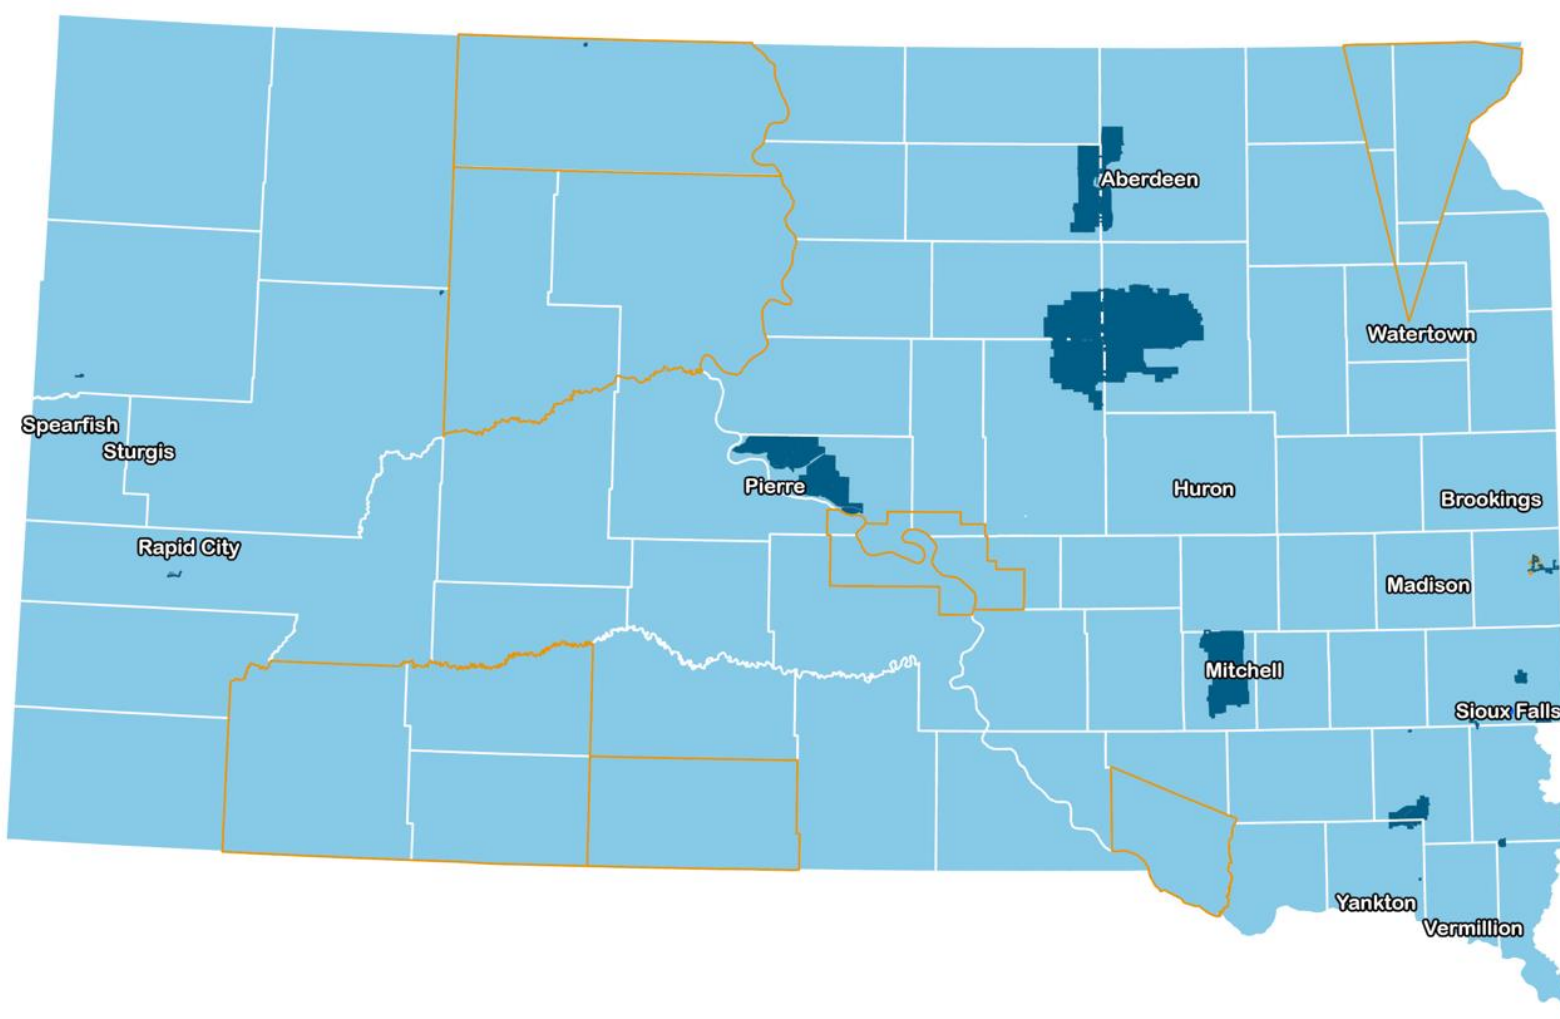 Aberdeen
Watertown
Spearfish
Sturgis
Pierre
Huron
Brookings
Rapid City
Madison
Mitchell
Sioux Falls
Yankton
Vermillion